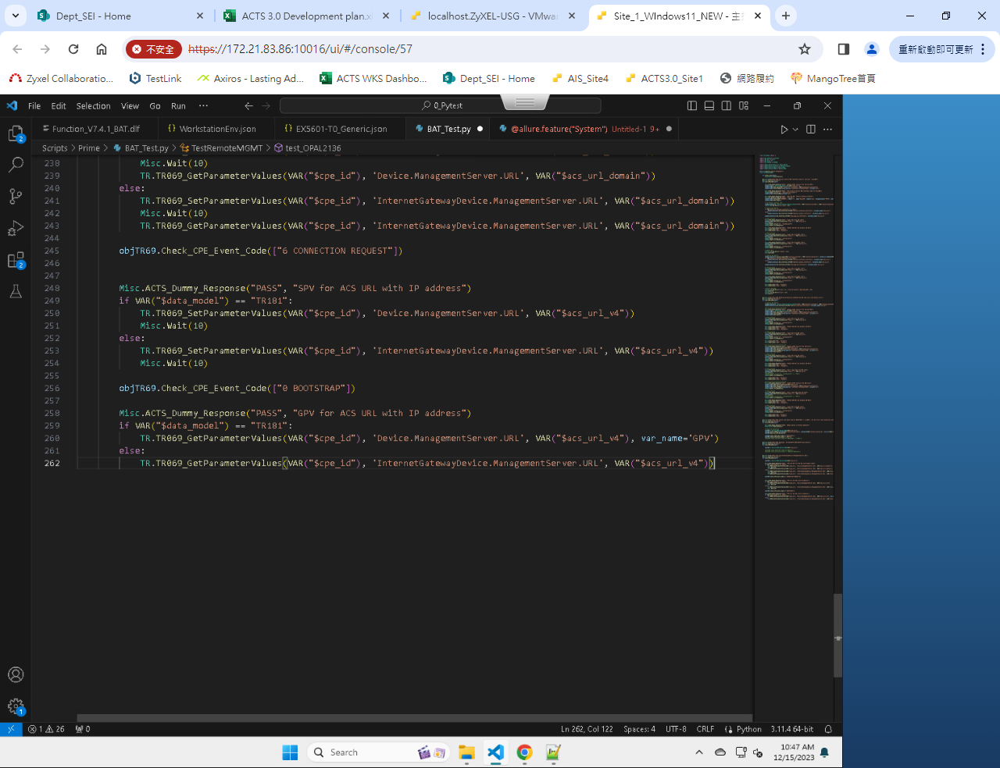 Dept_SEI - Home
ACTS 3.0 Development plan.x
localhost.ZyXEL-USG - VMwa
Site_1_WIndows11_NEW - 主
不安全
https://172.21.83.86:10016/ui/#/console/57
重新啟動即可更新
Zyxel Collaboratio...
TestLink
Axiros - Lasting Ad...
ACTS WKS Dashbo...
Dept_SEI - Home
AIS_Site4
ACTS3.0_Site1
網路履約
MangoTree首頁
File Edit Selection View Go Run ···
0_Pytest
Function_V7.4.1_BAT.dlf
WorkstationEnv.json
EX5601-T0_Generic.json
BAT_Test.py
@allure.feature("System") Untitled-1 9+
Scripts > Prime > BAT_Test.py > TestRemoteMGMT > test_OPAL2136
238 Misc.Wait(10)
239 TR.TR069_GetParameterValues(VAR("$cpe_id"), 'Device.ManagementServer.URL', VAR("$acs_url_domain"))
240 else:
241 TR.TR069_SetParameterValues(VAR("$cpe_id"), 'InternetGatewayDevice.ManagementServer.URL', VAR("$acs_url_domain"))
242 Misc.Wait(10)
243 TR.TR069_GetParameterValues(VAR("$cpe_id"), 'InternetGatewayDevice.ManagementServer.URL', VAR("$acs_url_domain"))
244
245 objTR69.Check_CPE_Event_Code(["6 CONNECTION REQUEST"])
246
247
248 Misc.ACTS_Dummy_Response("PASS", "SPV for ACS URL with IP address")
249 if VAR("$data_model") == "TR181":
250 TR.TR069_SetParameterValues(VAR("$cpe_id"), 'Device.ManagementServer.URL', VAR("$acs_url_v4"))
251 Misc.Wait(10)
252 else:
253 TR.TR069_SetParameterValues(VAR("$cpe_id"), 'InternetGatewayDevice.ManagementServer.URL', VAR("$acs_url_v4"))
254 Misc.Wait(10)
255
256 objTR69.Check_CPE_Event_Code(["0 BOOTSTRAP"])
257
258 Misc.ACTS_Dummy_Response("PASS", "GPV for ACS URL with IP address")
259 if VAR("$data_model") == "TR181":
260 TR.TR069_GetParameterValues(VAR("$cpe_id"), 'Device.ManagementServer.URL', VAR("$acs_url_v4"), var_name='GPV')
261 else:
262 TR.TR069_GetParameterValues(VAR("$cpe_id"), 'InternetGatewayDevice.ManagementServer.URL', VAR("$acs_url_v4"))
2
2
1
1 26 0
Ln 262, Col 122 Spaces: 4 UTF-8 CRLF Python 3.11.4 64-bit
Search
10:47 AM
12/15/2023